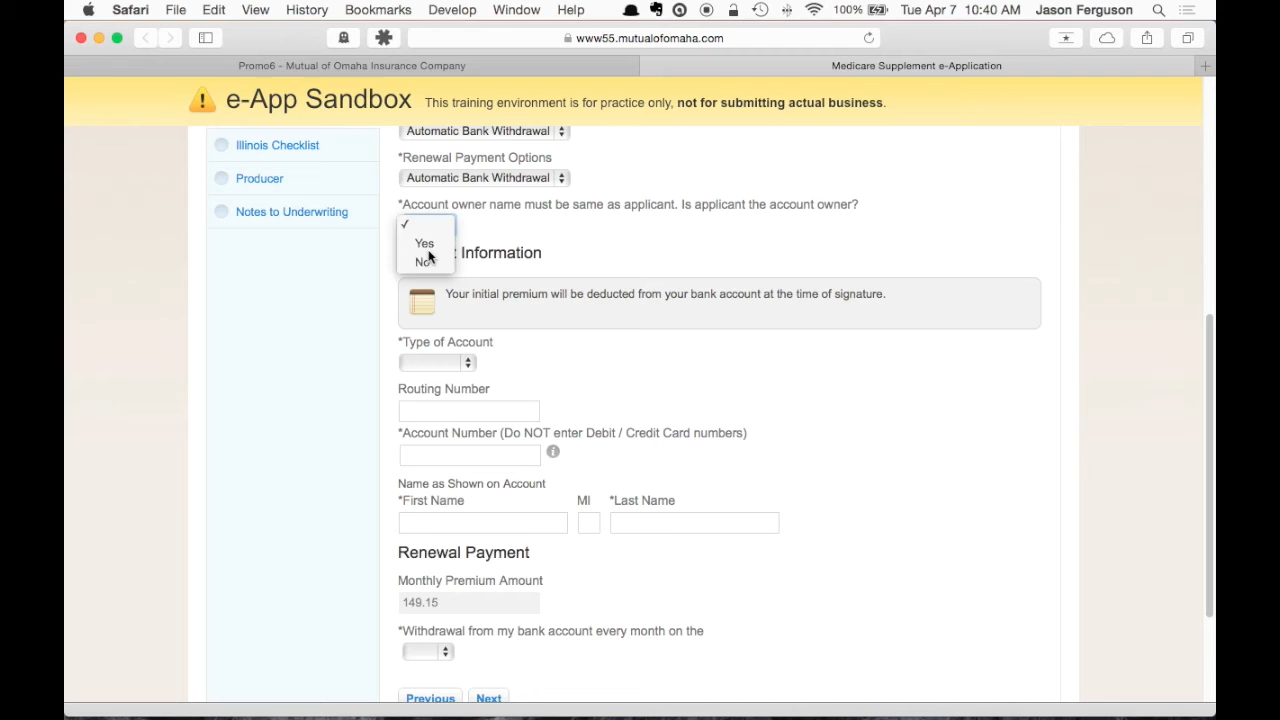 Safari File Edit View History Bookmarks Develop Window Help 100% Tue Apr 7 10:40 AM Jason Ferguson
www55.mutualofomaha.com
Promo6 - Mutual of Omaha Insurance Company Medicare Supplement e-Application
e-App Sandbox This training environment is for practice only, not for submitting actual business.
Illinois Checklist
Producer
Notes to Underwriting
Automatic Bank Withdrawal
*Renewal Payment Options
Automatic Bank Withdrawal
*Account owner name must be same as applicant. Is applicant the account owner?
✓
Yes
No
Information
Your initial premium will be deducted from your bank account at the time of signature.
*Type of Account
Routing Number
*Account Number (Do NOT enter Debit / Credit Card numbers)
Name as Shown on Account
*First Name MI *Last Name
Renewal Payment
Monthly Premium Amount
149.15
*Withdrawal from my bank account every month on the
Previous Next